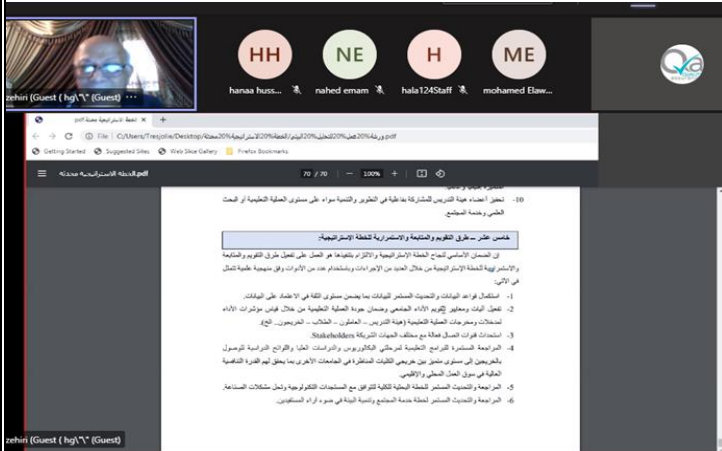 zehiri (Guest ( hg\"\" (Guest) ...
HH
NE
H
ME
hanaa huss...
nahed emam
hala124Staff
mohamed Elaw...
الخطة الاستراتيجية محدثة.pdf
File
C:/Users/Tresjolie/Desktop/
Getting Started
Suggested Sites
Web Slice Gallery
Firefox Bookmarks
الخطة الاستراتيجية محدثة.pdf
70 / 70
100%
10- تحفيز أعضاء هيئة التدريس للمشاركة بفاعلية في التطوير والتنمية سواء على مستوى العملية التعليمية أو البحث
العلمي وخدمة المجتمع.
خامس عشر – طرق التقويم والمتابعة والاستمرارية للخطة الاستراتيجية:
إن الضمان الأساسي لنجاح الخطة الإستراتيجية والالتزام بتنفيذها هو العمل على تفعيل طرق التقويم والمتابعة
والاستمرارية للخطة الإستراتيجية من خلال العديد من الإجراءات وباستخدام عدد من الأدوات وفق منهجية علمية تتمثل
في الآتي:
1- استكمال قواعد البيانات والتحديث المستمر للبيانات بما يضمن مستوى الثقة في الاعتماد على البيانات.
2- تفعيل آليات ومعايير تقويم الأداء الجامعي وضمان جودة العملية التعليمية من خلال قياس مؤشرات الأداء
لمدخلات ومخرجات العملية التعليمية (هيئة التدريس – العاملون – الطلاب – الخريجون.. الخ).
3- استحداث قنوات اتصال فعالة مع مختلف الجهات الشريكة Stakeholders.
4- المراجعة المستمرة للبرامج التعليمية لمرحلتي البكالوريوس والدراسات العليا واللوائح الدراسية للوصول
بالخريجين إلى مستوى متميز بين خريجي الكليات المناظرة في الجامعات الأخرى بما يحقق لهم القدرة التنافسية
العالية في سوق العمل المحلي والإقليمي.
5- المراجعة والتحديث المستمر للخطة البحثية للكلية للتوافق مع المستجدات التكنولوجية وتحل مشكلات الصناعة.
6- المراجعة والتحديث المستمر لخطة خدمة المجتمع وتنمية البيئة في ضوء اراء المستفيدين.
zehiri (Guest ( hg\"\" (Guest)